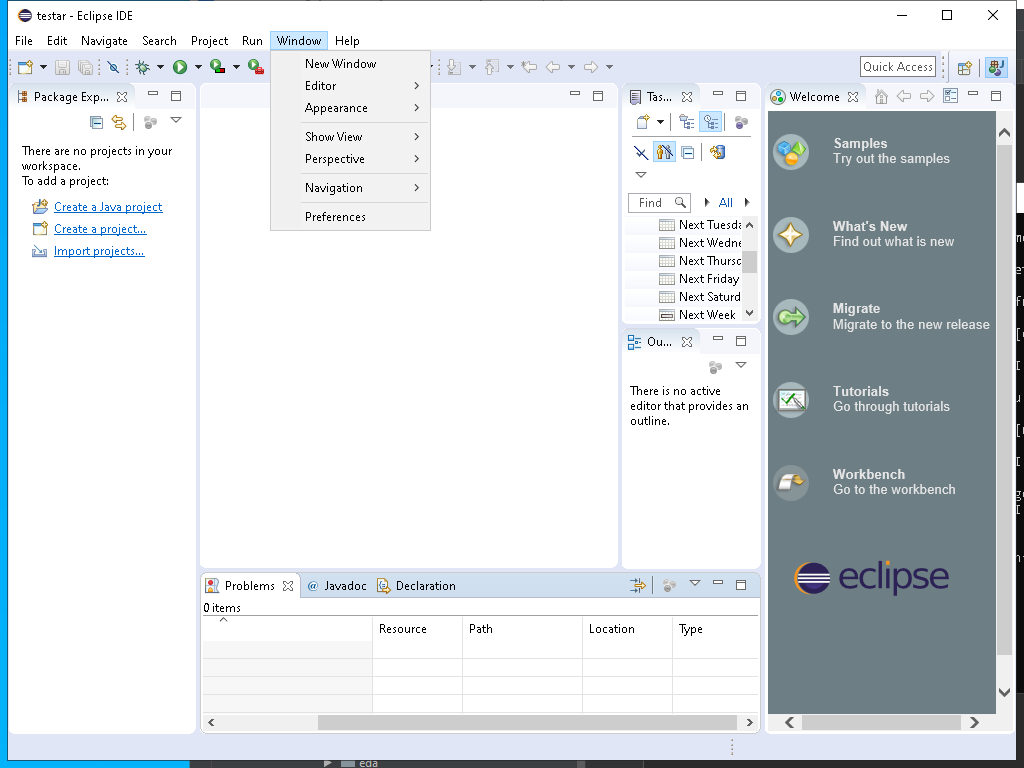 testar - Eclipse IDE
File Edit Navigate Search Project Run Window Help
New Window
Editor
Appearance
Show View
Perspective
Navigation
Preferences
Quick Access
Package Exp...
There are no projects in your
workspace.
To add a project:
Create a Java project
Create a project...
Import projects...
Tas...
Find All
Next Tuesda
Next Wedne
Next Thursd
Next Friday
Next Saturd
Next Week
Ou...
There is no active
editor that provides an
outline.
Welcome
Samples
Try out the samples
What's New
Find out what is new
Migrate
Migrate to the new release
Tutorials
Go through tutorials
Workbench
Go to the workbench
eclipse
Problems @ Javadoc Declaration
0 items
Resource Path Location Type
eda